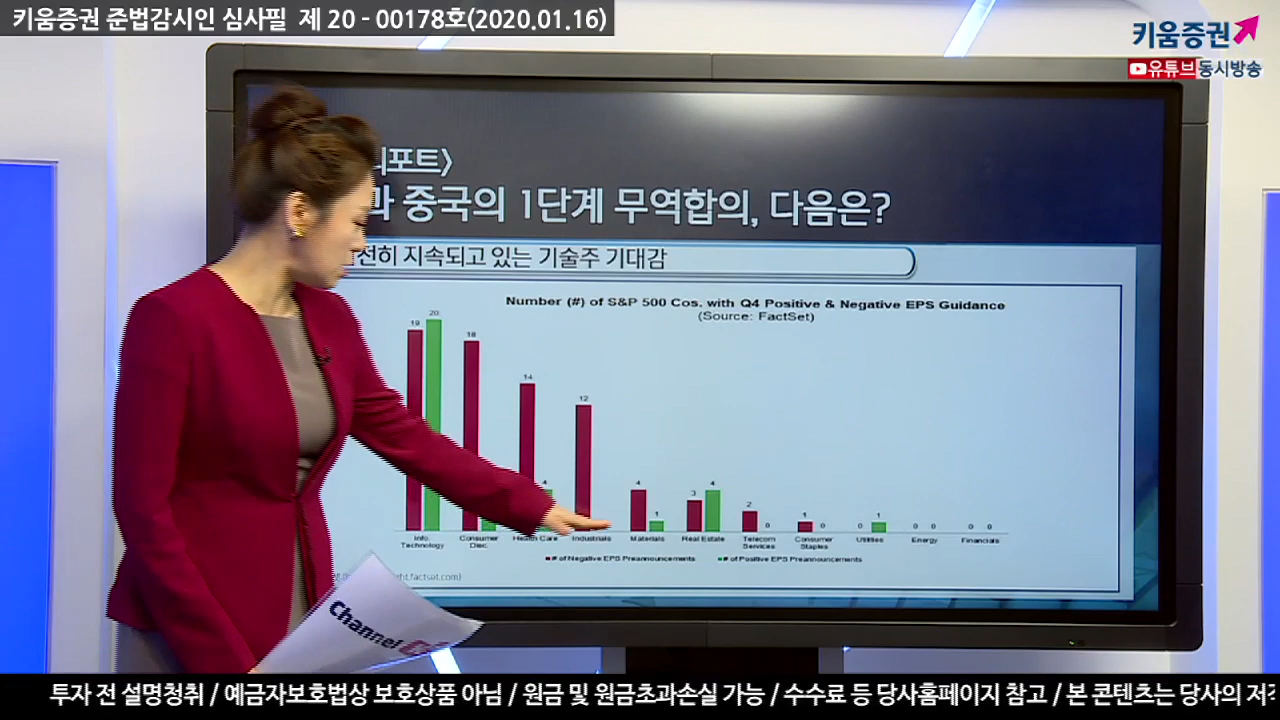 키움증권 준법감시인 심사필 제 20 - 00178호(2020.01.16)
키움증권
유튜브동시방송
리포트〉
과 중국의 1단계 무역합의, 다음은?
전히 지속되고 있는 기술주 기대감
Number (#) of S&P 500 Cos. with Q4 Positive & Negative EPS Guidance
(Source: FactSet)
19 20 18 14 4 12 4 1 3 4 2 0 1 0 0 1 0 0 0 0
Info. Technology
Consumer Disc.
Health Care
Industrials
Materials
Real Estate
Telecom Services
Consumer Staples
Utilities
Energy
Financials
# of Negative EPS Preannouncements
# of Positive EPS Preannouncements
ht.factset.com)
Channel
투자 전 설명청취 / 예금자보호법상 보호상품 아님 / 원금 및 원금초과손실 가능 / 수수료 등 당사홈페이지 참고 / 본 콘텐츠는 당사의 저